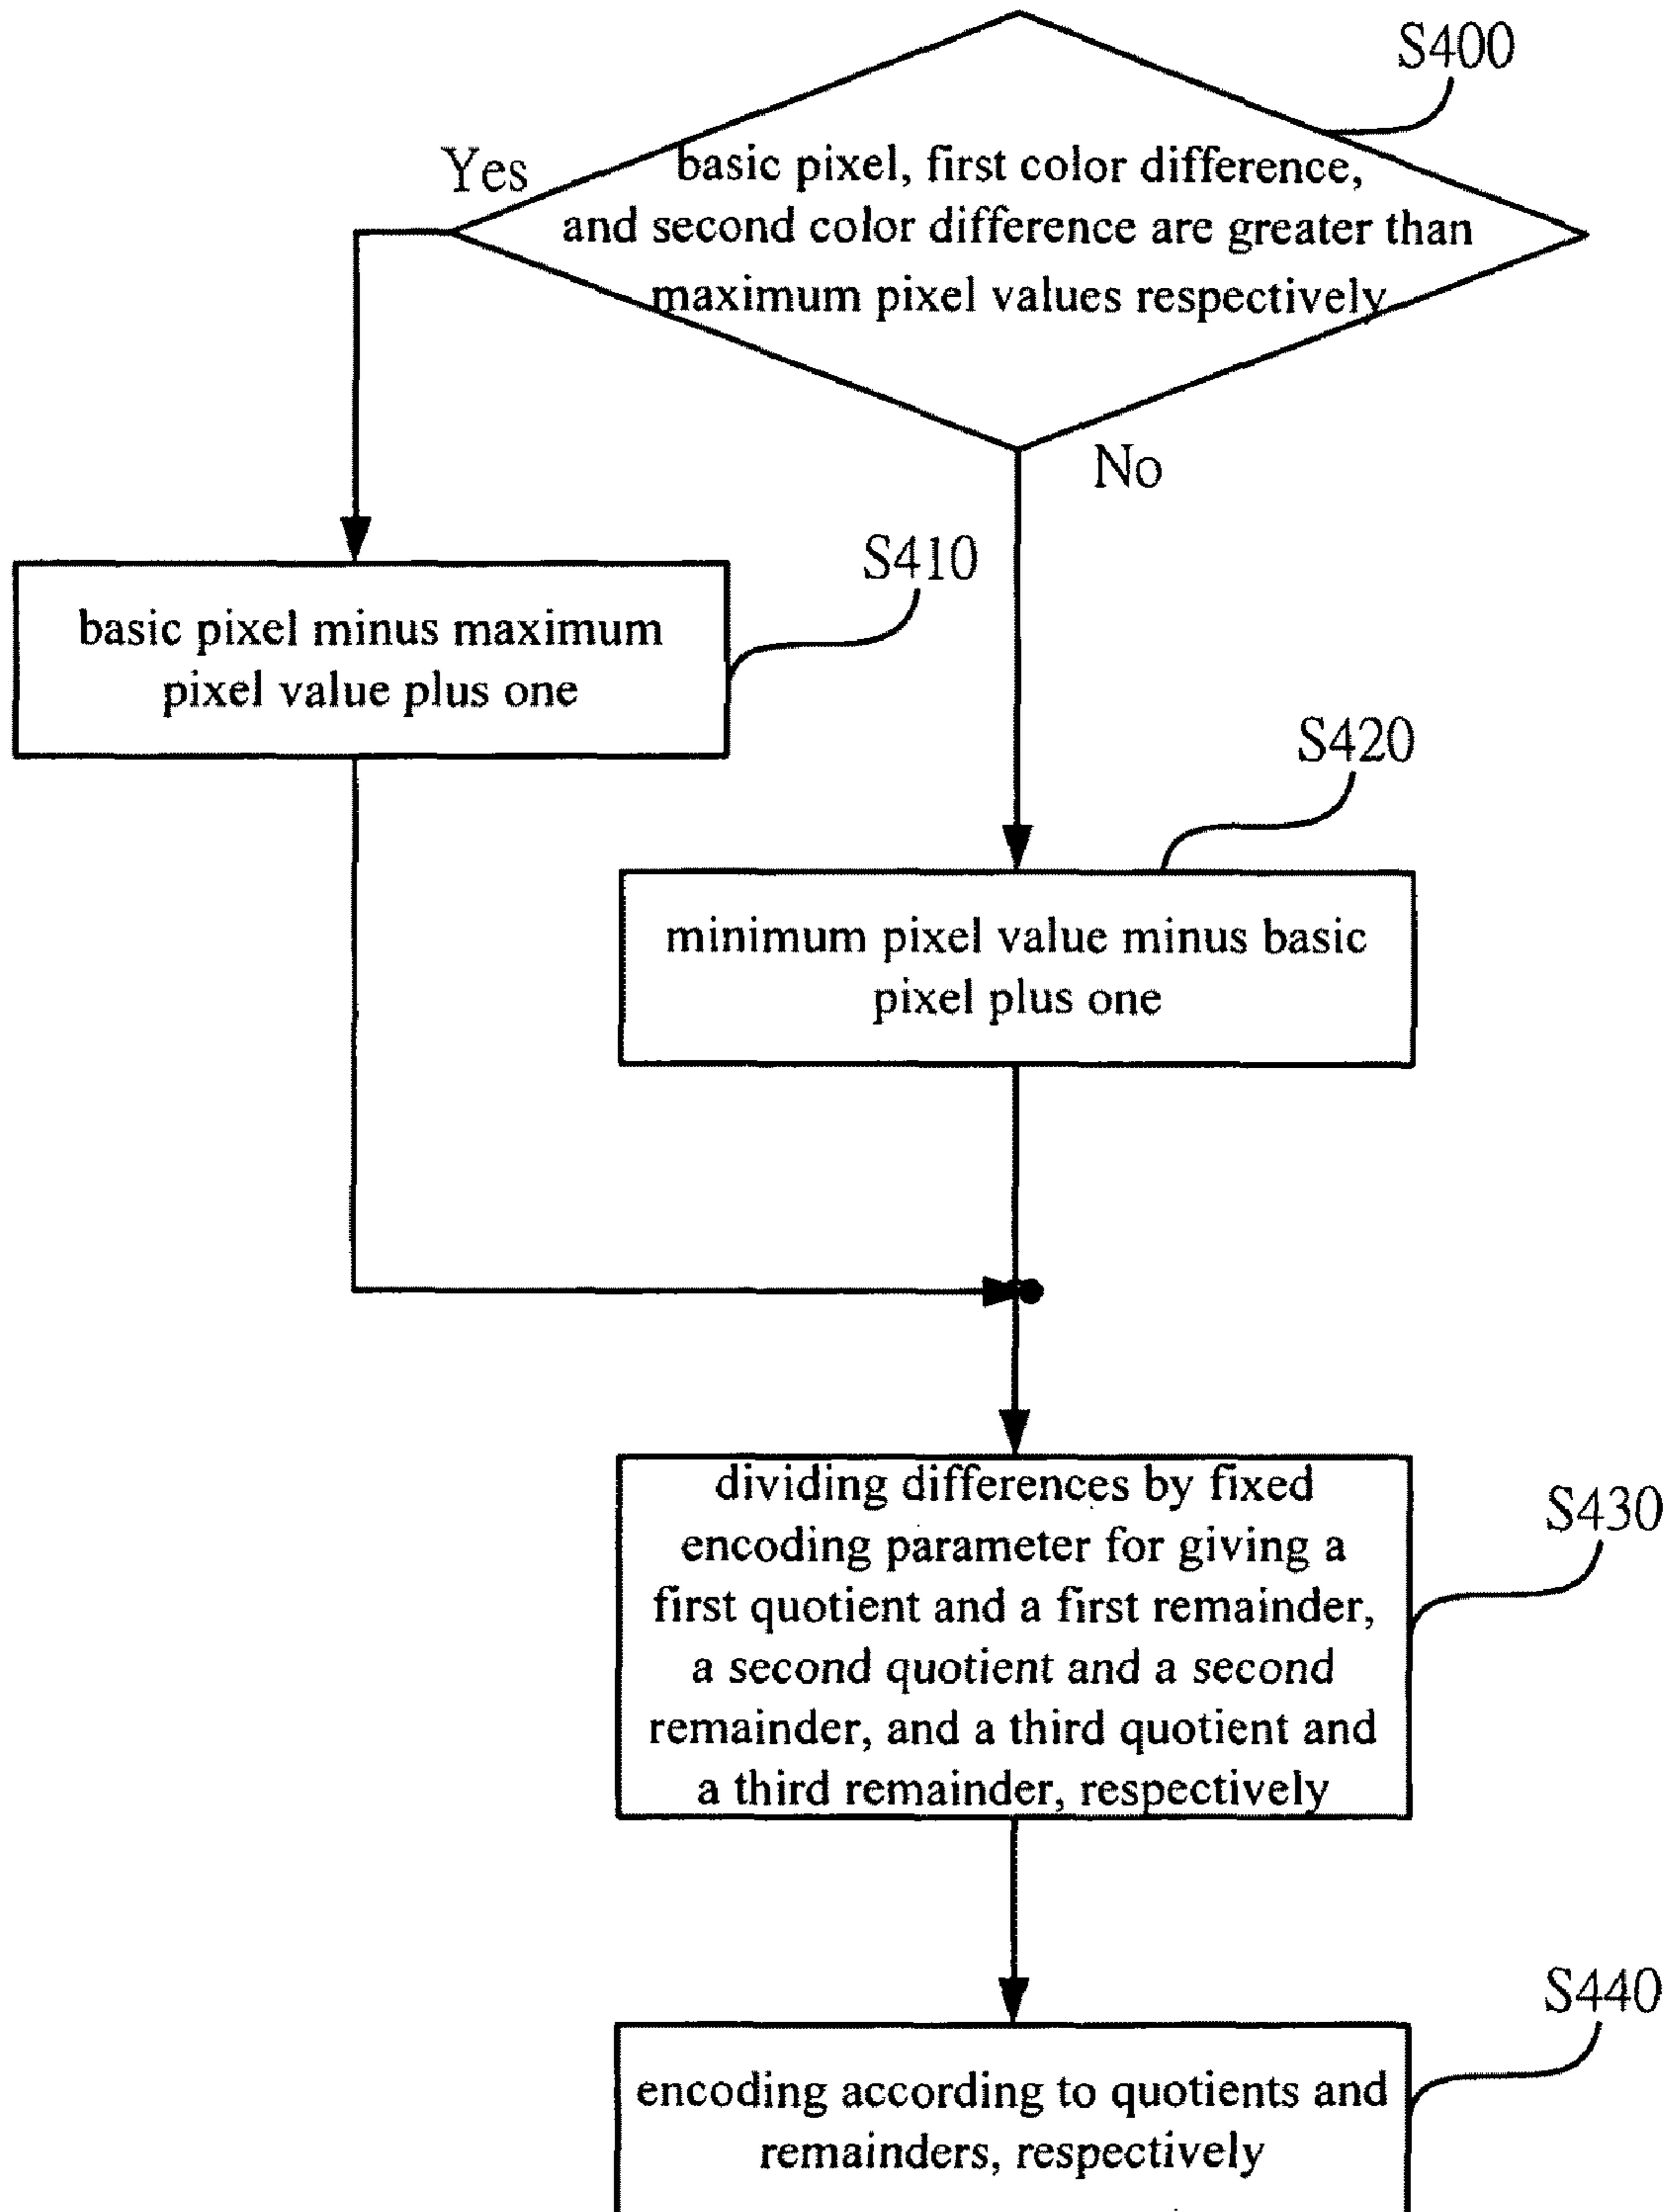 S400
Yes
basic pixel, first color difference,
and second color difference are greater than
maximum pixel values respectively
No
S410
basic pixel minus maximum
pixel value plus one
S420
minimum pixel value minus basic
pixel plus one
dividing differences by fixed
encoding parameter for giving a
first quotient and a first remainder,
a second quotient and a second
remainder, and a third quotient and
a third remainder, respectively
S430
S440
encoding according to quotients and
remainders, respectively